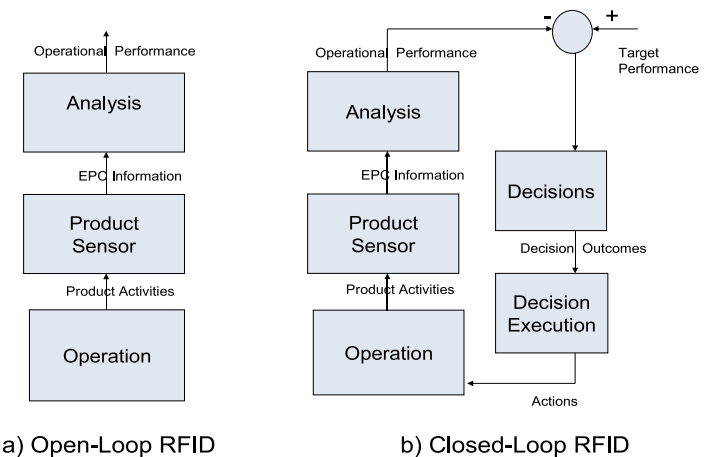 Operational Performance
Analysis
EPC Information
Product
Sensor
Product Activities
Operation
a) Open-Loop RFID
- +
Operational Performance
Target
Performance
Analysis
EPC Information
Decisions
Product
Sensor
Decision Outcomes
Product Activities
Decision
Execution
Operation
Actions
b) Closed-Loop RFID